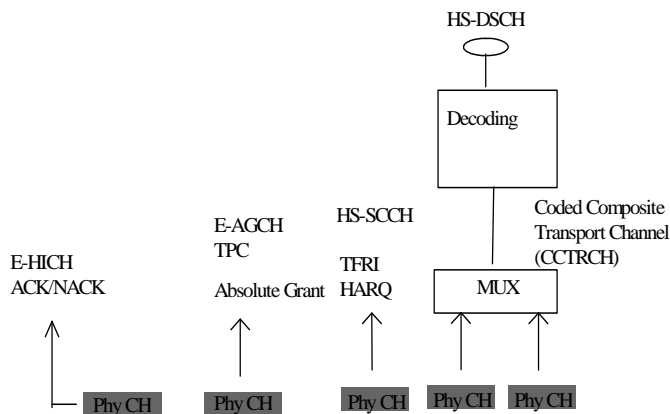 HS-DSCH
Decoding
Coded Composite
Transport Channel
(CCTRCH)
HS-SCCH
TFRI
HARQ
MUX
E-AGCH
TPC
Absolute Grant
E-HICH
ACK/NACK
Phy CH
Phy CH
Phy CH
Phy CH
Phy CH